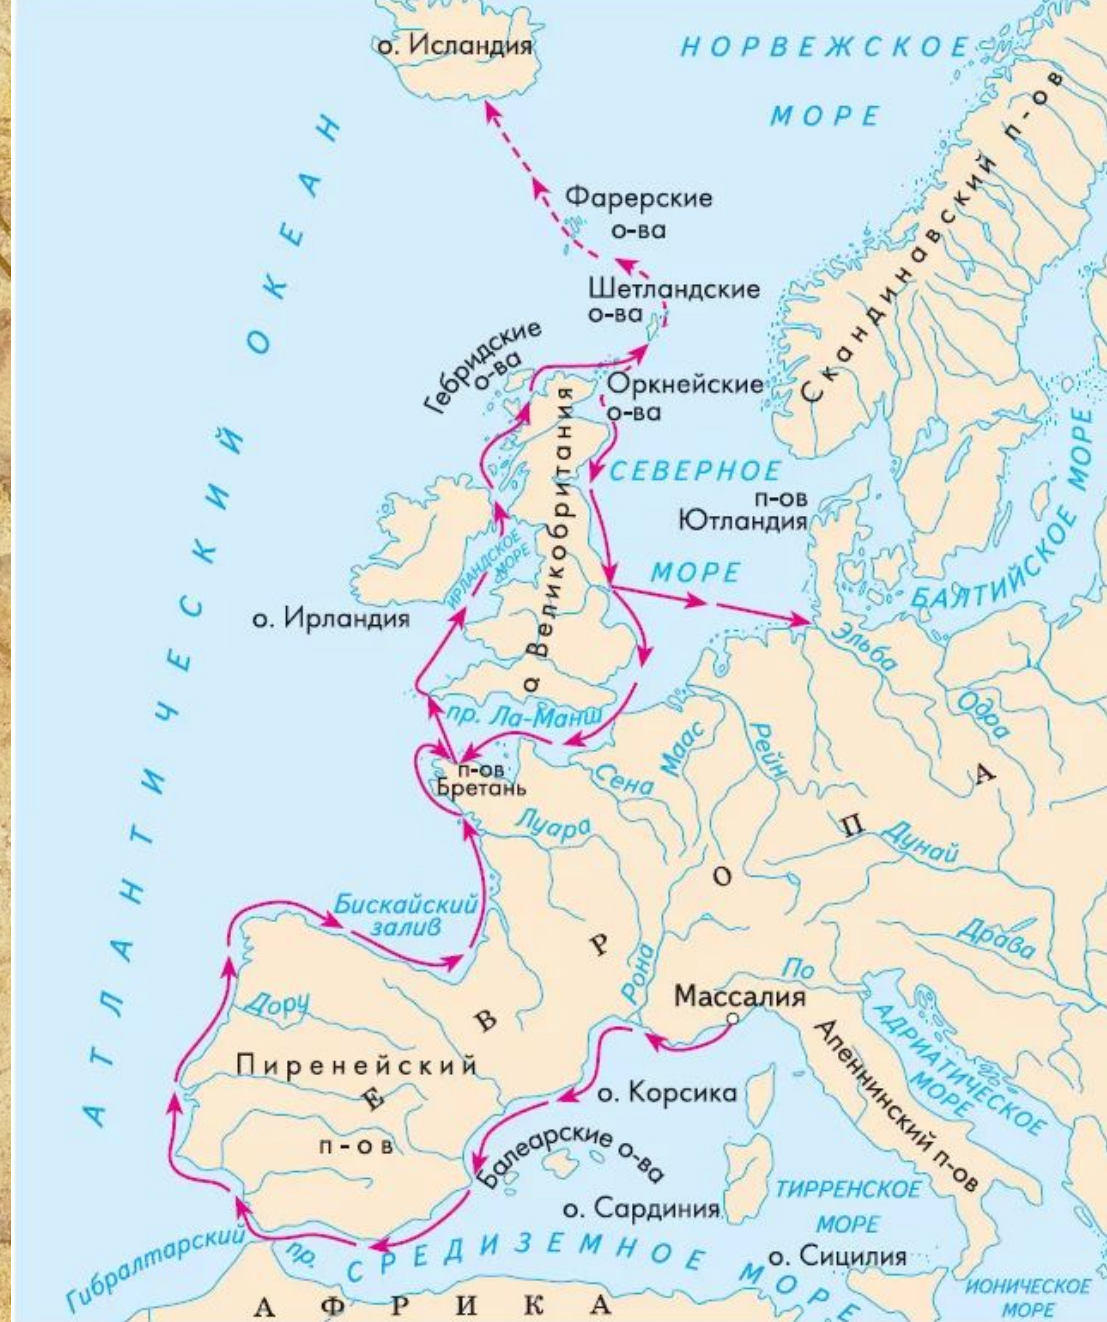 о. Исландия
НОРВЕЖСКОЕ
МОРЕ
АТЛАНТИЧЕСКИЙ ОКЕАН
Скандинавский п-ов
Фарерские
о-ва
Шетландские
о-ва
Гебридские
о-ва
Оркнейские
о-ва
СЕВЕРНОЕ
МОРЕ
п-ов
Ютландия
БАЛТИЙСКОЕ МОРЕ
ИРЛАНДСКОЕ
МОРЕ
о. Ирландия
о Великобритания
Эльба
Одра
пр. Ла-Манш
п-ов
Бретань
Сена
Маас
Рейн
Луара
Дунай
ЕВРОПА
Бискайский
залив
Драва
Рона
По
Массалия
Дору
Пиренейский
п-ов
Апеннинский п-ов
АДРИАТИЧЕСКОЕ
МОРЕ
о. Корсика
Балеарские о-ва
о. Сардиния
ТИРРЕНСКОЕ
МОРЕ
Гибралтарский пр.
СРЕДИЗЕМНОЕ МОРЕ
о. Сицилия
ИОНИЧЕСКОЕ
МОРЕ
АФРИКА